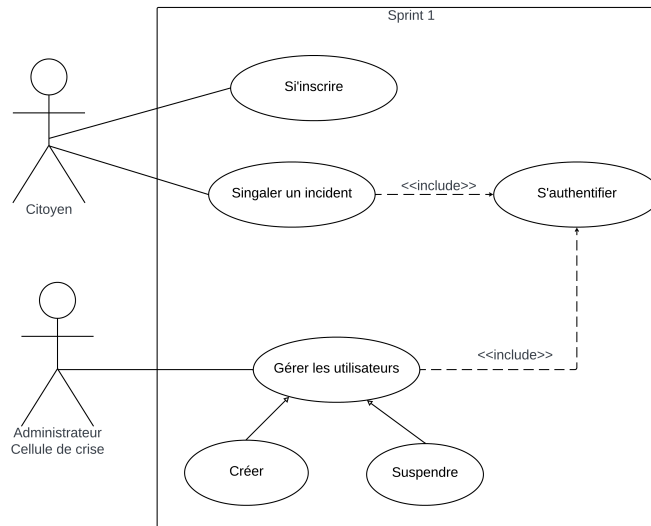 Sprint 1
Si'inscrire
Singaler un incident
<<include>>
S'authentifier
Citoyen
<<include>>
Gérer les utilisateurs
Administrateur
Cellule de crise
Créer
Suspendre